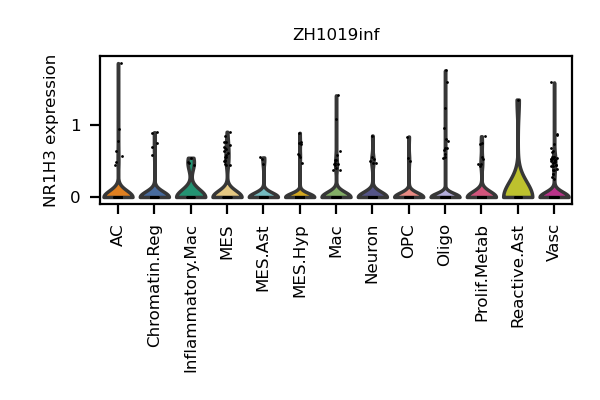 ZH1019inf
NR1H3 expression
1
0
AC
Chromatin.Reg
Inflammatory.Mac
MES
MES.Ast
MES.Hyp
Mac
Neuron
OPC
Oligo
Prolif.Metab
Reactive.Ast
Vasc